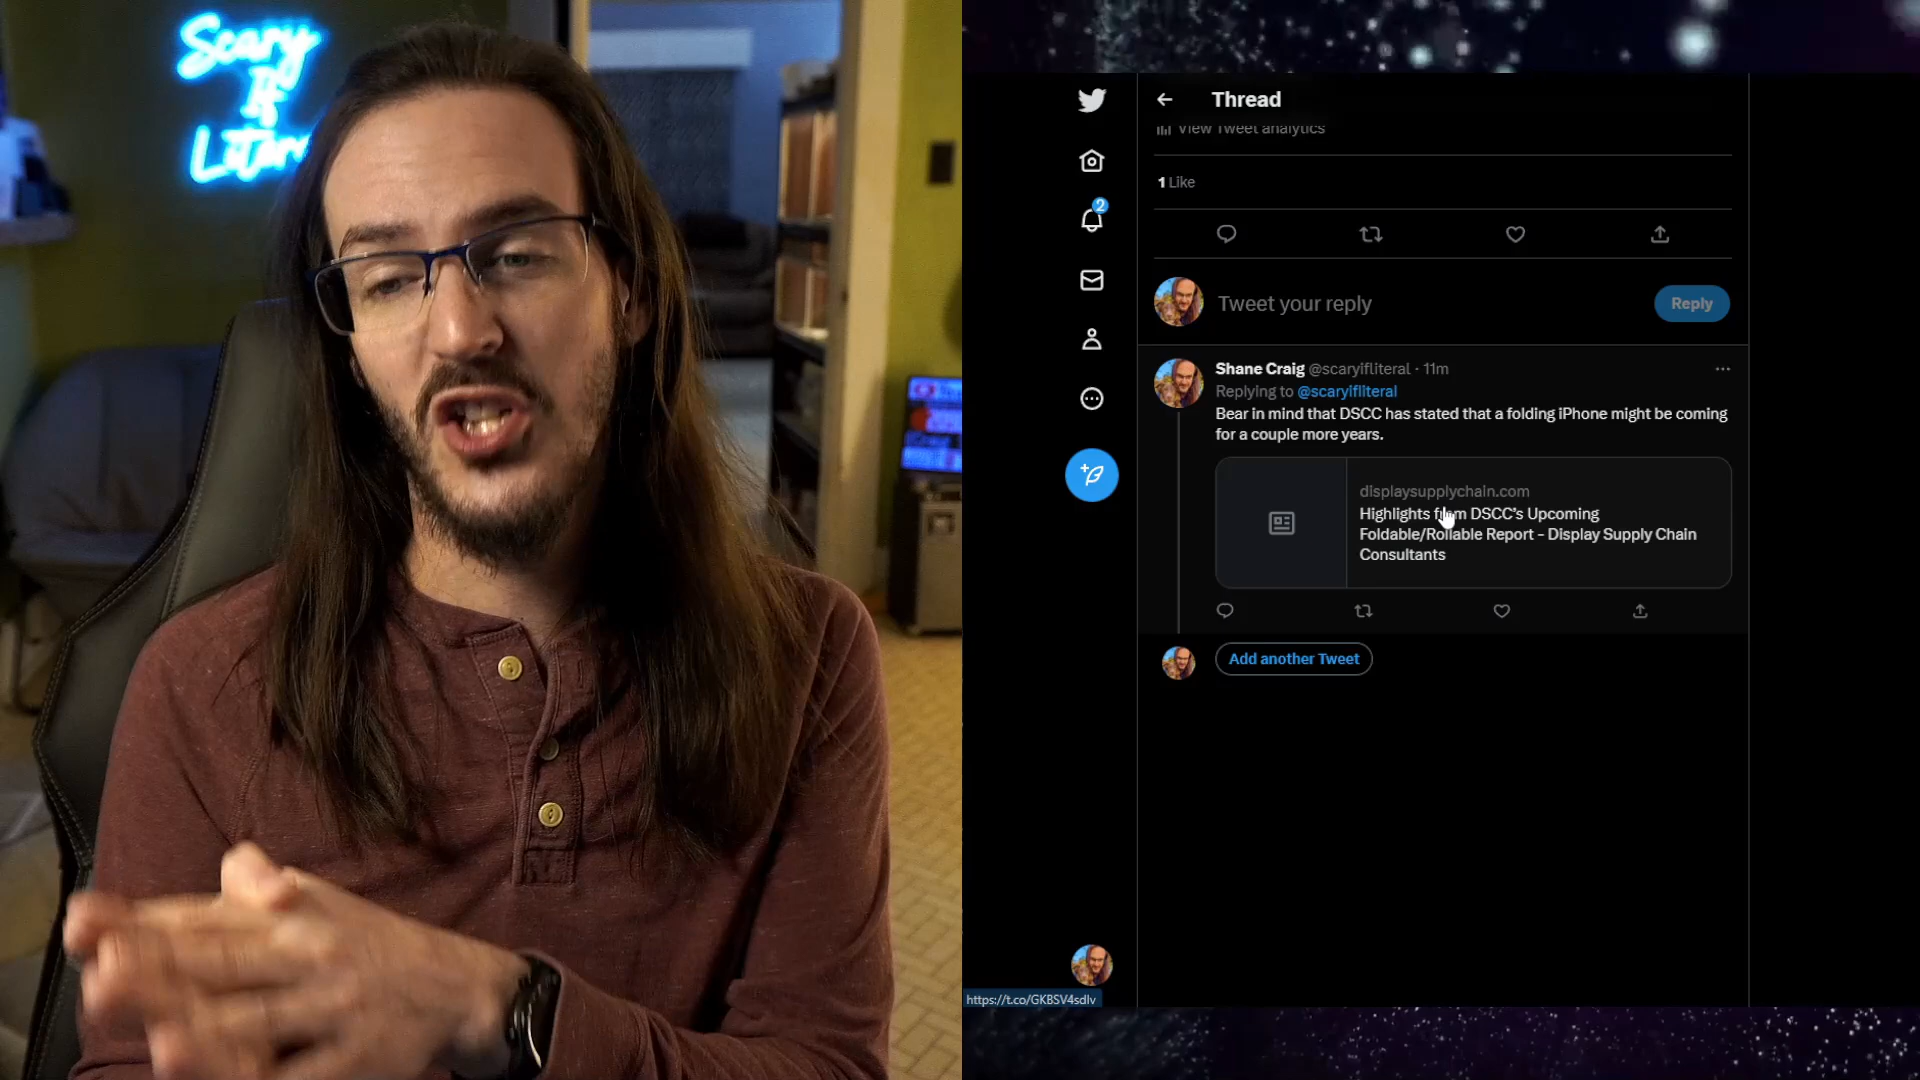 Scary
If
Thread
View Tweet analytics
1 Like
Tweet your reply
Reply
Shane Craig @scaryifliteral · 11m
Replying to @scaryifliteral
Bear in mind that DSCC has stated that a folding iPhone might be coming
for a couple more years.
displaysupplychain.com
Highlights from DSCC's Upcoming
Foldable/Rollable Report - Display Supply Chain
Consultants
Add another Tweet
2
https://t.co/GKBSV4sdlv